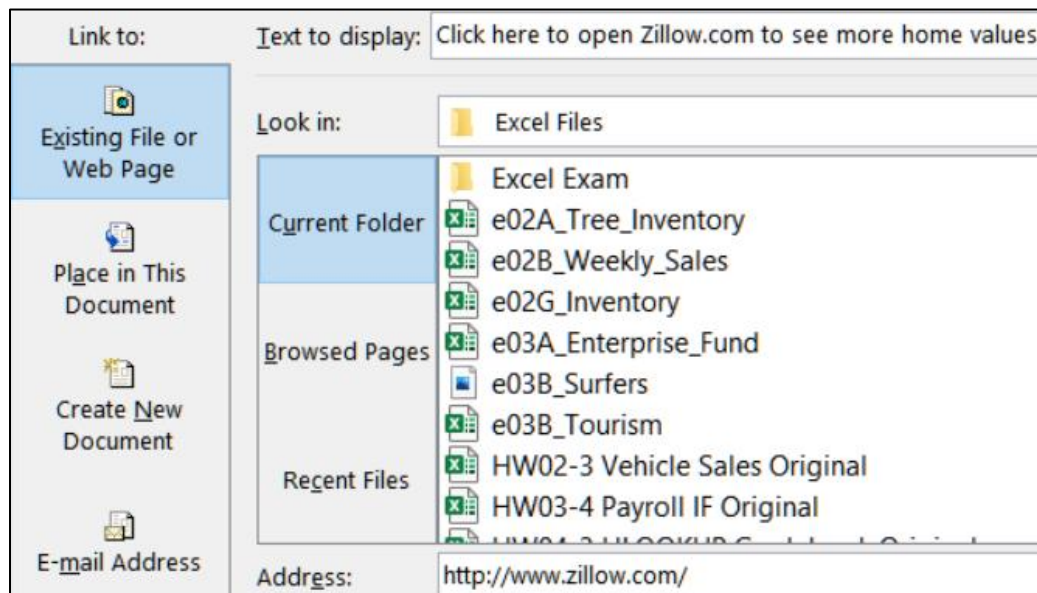 Link to:
Text to display: Click here to open Zillow.com to see more home values
Existing File or
Web Page
Look in: Excel Files
Current Folder
Excel Exam
e02A_Tree_Inventory
e02B_Weekly_Sales
e02G_Inventory
Place in This
Document
Browsed Pages
e03A_Enterprise_Fund
e03B_Surfers
e03B_Tourism
Create New
Document
Recent Files
HW02-3 Vehicle Sales Original
HW03-4 Payroll IF Original
E-mail Address
Address: http://www.zillow.com/